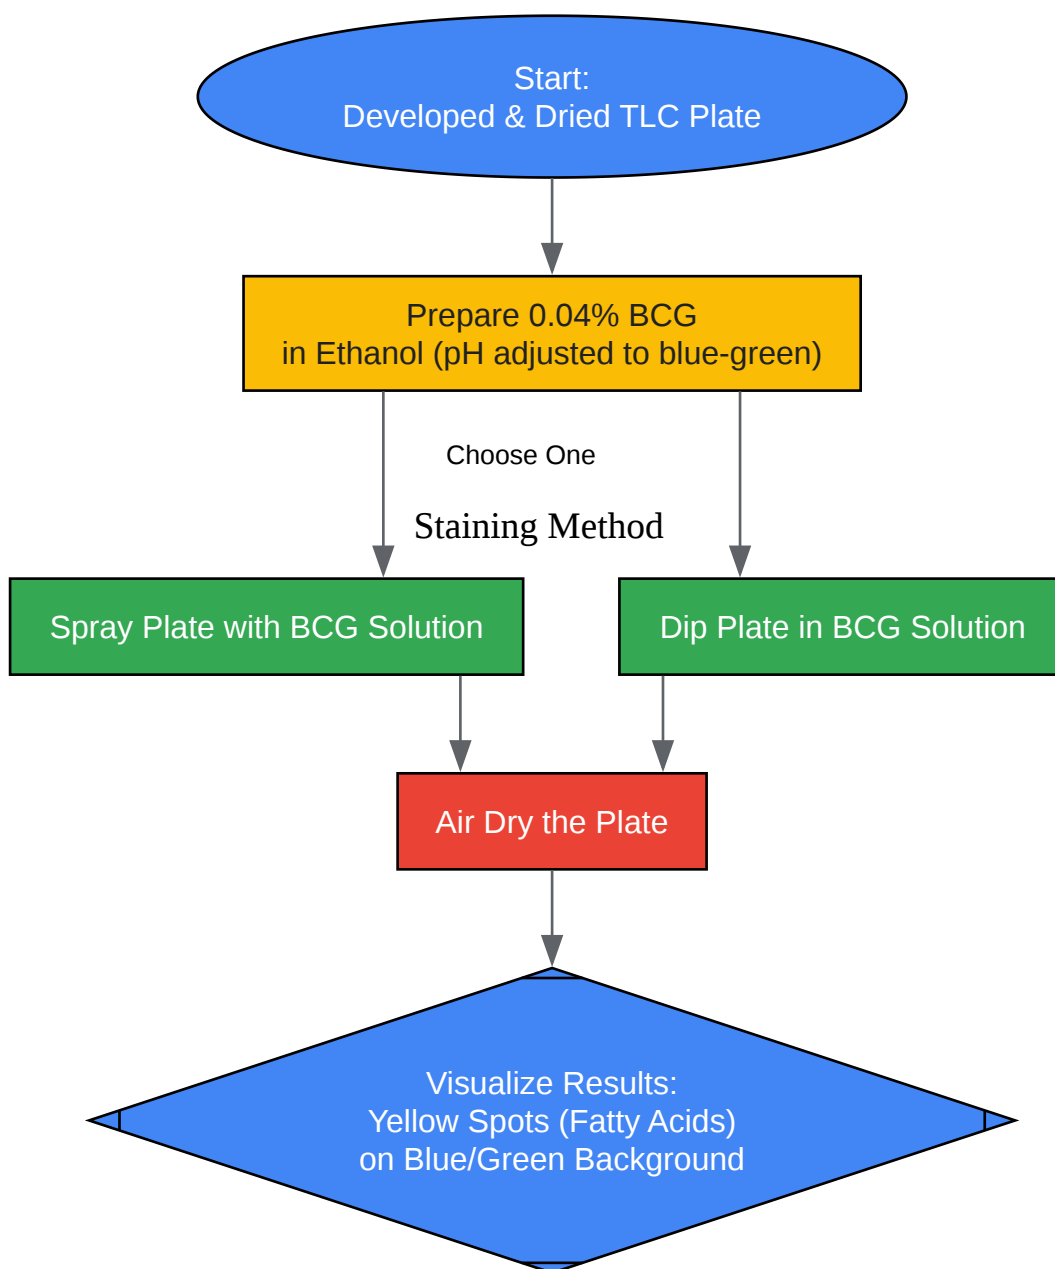 Start:
Developed & Dried TLC Plate
Prepare 0.04% BCG
in Ethanol (pH adjusted to blue-green)
Choose One
Staining Method
Spray Plate with BCG Solution
Dip Plate in BCG Solution
Air Dry the Plate
Visualize Results:
Yellow Spots (Fatty Acids)
on Blue/Green Background